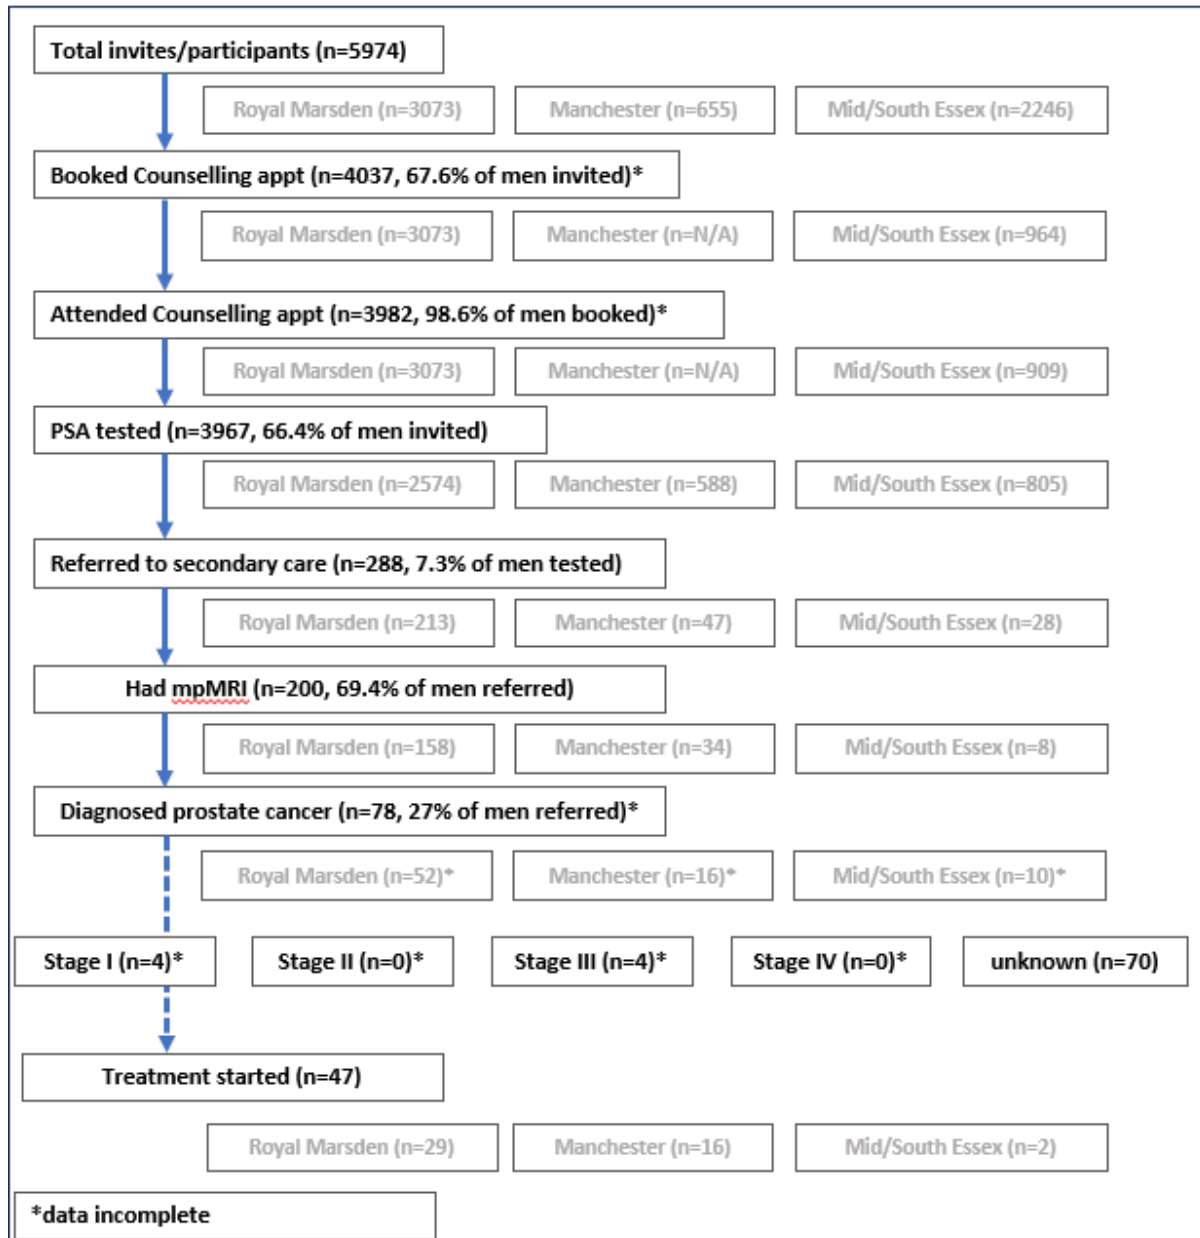 Total invites/participants (n=5974)
Royal Marsden (n=3073)
Manchester (n=655)
Mid/South Essex (n=2246)
Booked Counselling appt (n=4037, 67.6% of men invited)*
Royal Marsden (n=3073)
Manchester (n=N/A)
Mid/South Essex (n=964)
Attended Counselling appt (n=3982, 98.6% of men booked)*
Royal Marsden (n=3073)
Manchester (n=N/A)
Mid/South Essex (n=909)
PSA tested (n=3967, 66.4% of men invited)
Royal Marsden (n=2574)
Manchester (n=588)
Mid/South Essex (n=805)
Referred to secondary care (n=288, 7.3% of men tested)
Royal Marsden (n=213)
Manchester (n=47)
Mid/South Essex (n=28)
Had mpMRI (n=200, 69.4% of men referred)
Royal Marsden (n=158)
Manchester (n=34)
Mid/South Essex (n=8)
Diagnosed prostate cancer (n=78, 27% of men referred)*
Royal Marsden (n=52)*
Manchester (n=16)*
Mid/South Essex (n=10)*
Stage I (n=4)*
Stage II (n=0)*
Stage III (n=4)*
Stage IV (n=0)*
unknown (n=70)
Treatment started (n=47)
Royal Marsden (n=29)
Manchester (n=16)
Mid/South Essex (n=2)
*data incomplete